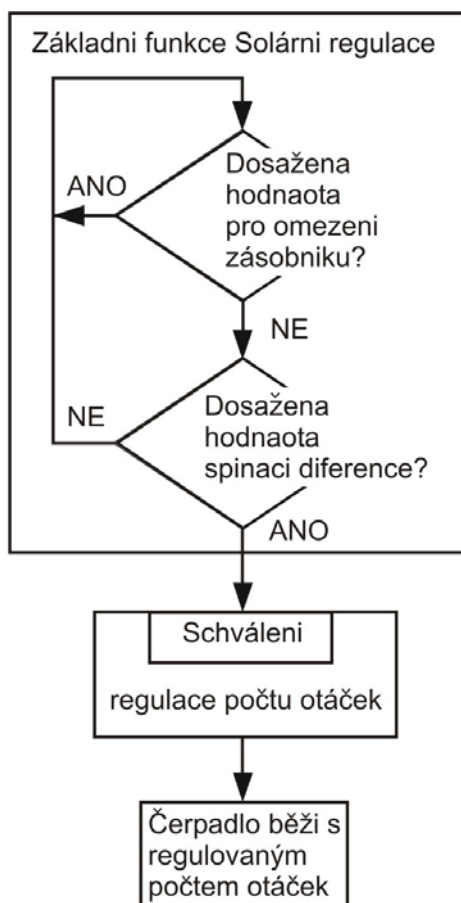 Základni funkce Solárni regulace
Dosažena
hodnaota
pro omezeni
zásobniku?
ANO
NE
Dosažena
hodnaota
spinaci diference?
NE
ANO
Schváleni
regulace počtu otáček
Čerpadlo běži s
regulovaným
počtem otáček